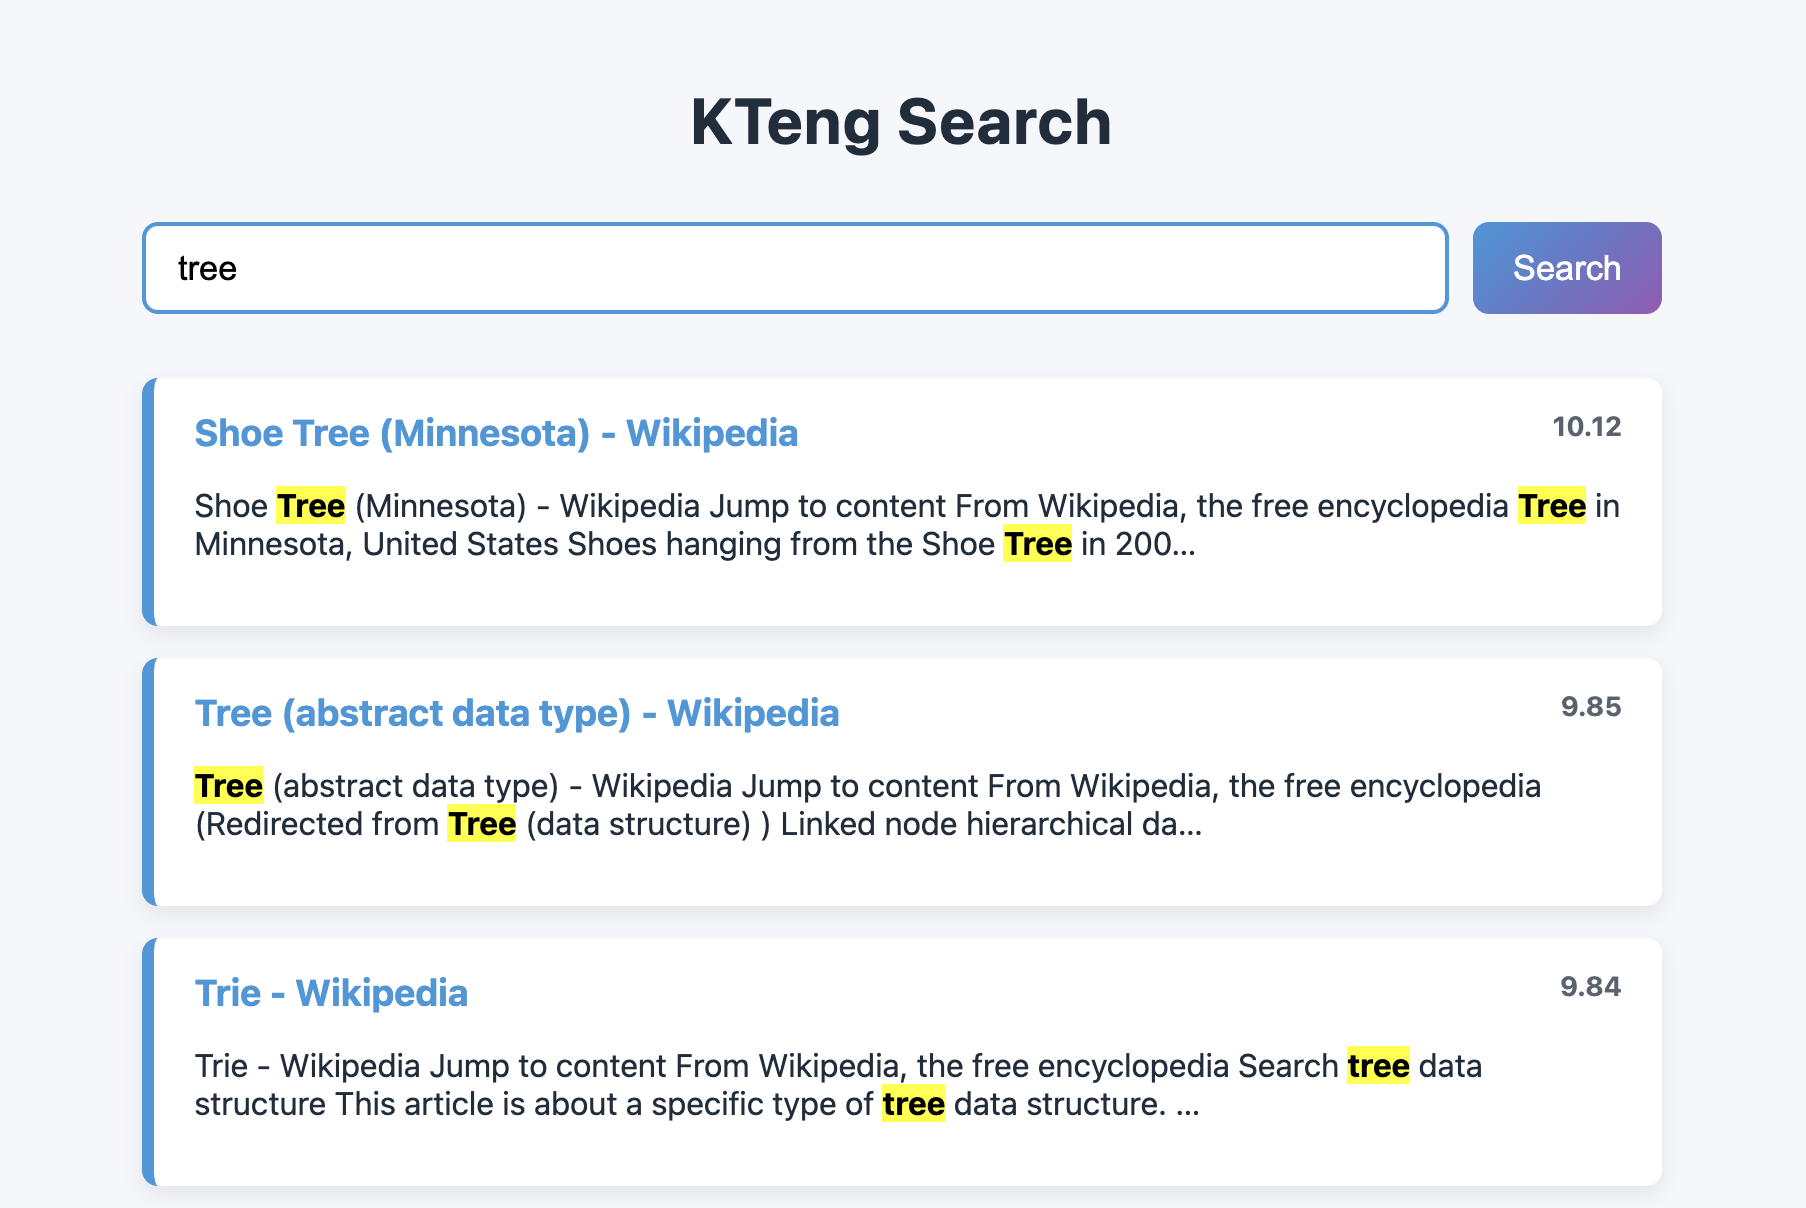 KTeng Search
tree
Search
Shoe Tree (Minnesota) - Wikipedia
10.12
Shoe Tree (Minnesota) - Wikipedia Jump to content From Wikipedia, the free encyclopedia Tree in
Minnesota, United States Shoes hanging from the Shoe Tree in 200...
Tree (abstract data type) - Wikipedia
9.85
Tree (abstract data type) - Wikipedia Jump to content From Wikipedia, the free encyclopedia
(Redirected from Tree (data structure) ) Linked node hierarchical da...
Trie - Wikipedia
9.84
Trie - Wikipedia Jump to content From Wikipedia, the free encyclopedia Search tree data
structure This article is about a specific type of tree data structure. ...